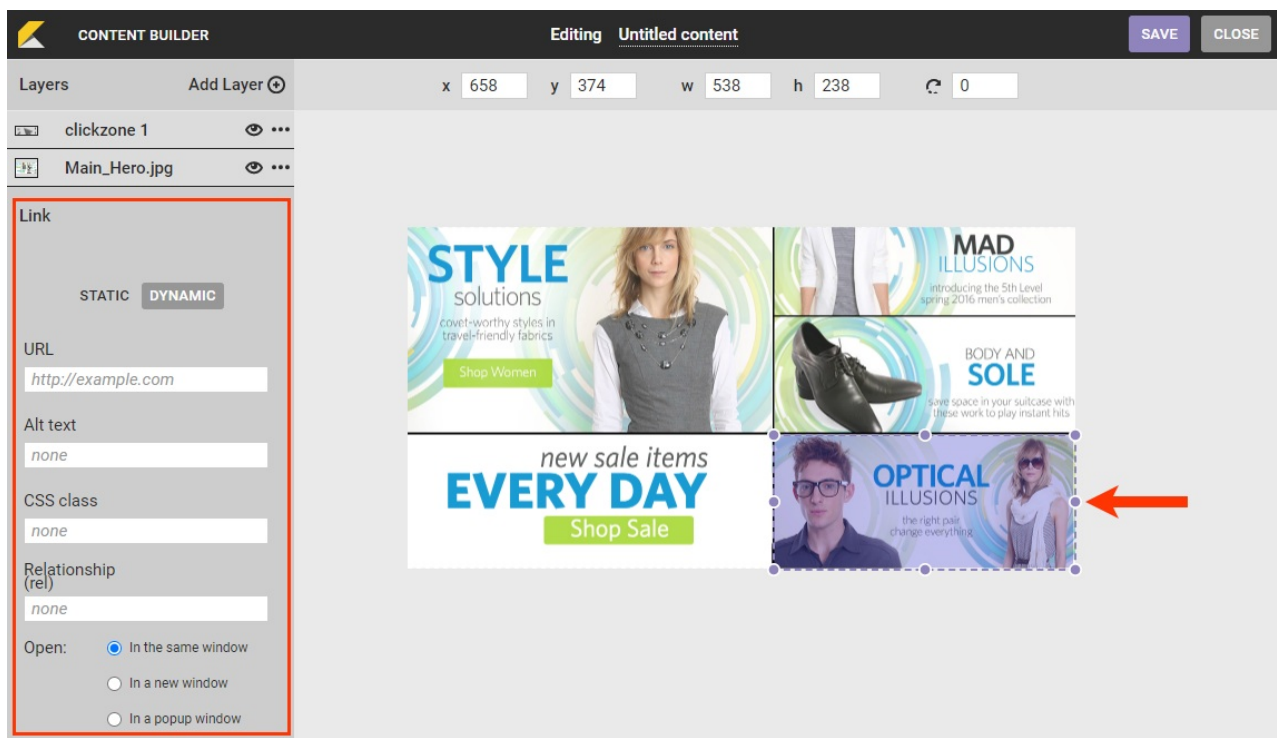 CONTENT BUILDER
Editing Untitled content
SAVE
CLOSE
Layers
Add Layer
x 658 y 374 w 538 h 238 0
clickzone 1
Main_Hero.jpg
Link
STATIC DYNAMIC
URL
http://example.com
Alt text
none
CSS class
none
Relationship
(rel)
none
Open:
In the same window
In a new window
In a popup window
STYLE
solutions
covet-worthy styles in
travel-friendly fabrics
Shop Women
MAD
ILLUSIONS
introducing the 5th Level
spring 2016 men's collection
BODY AND
SOLE
save space in your suitcase with
these work to play instant hits
new sale items
EVERY DAY
Shop Sale
OPTICAL
ILLUSIONS
the right pair
change everything